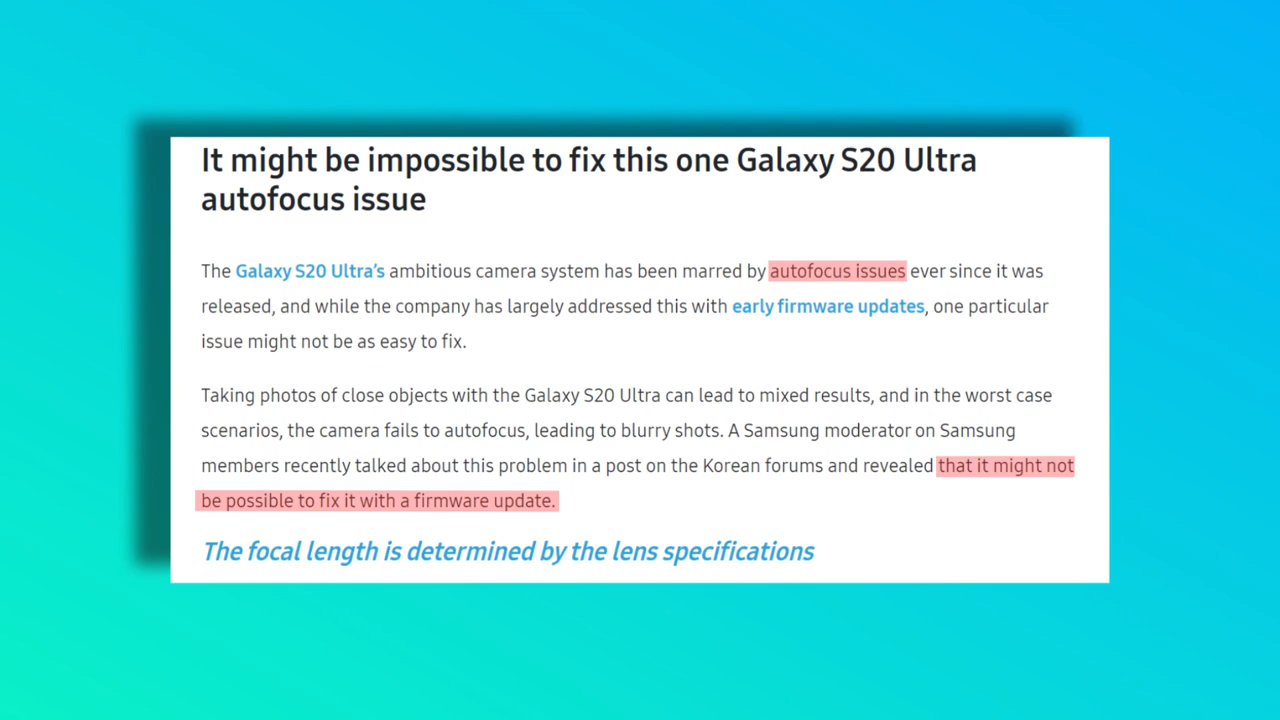 It might be impossible to fix this one Galaxy S20 Ultra
autofocus issue
The Galaxy S20 Ultra’s ambitious camera system has been marred by autofocus issues ever since it was
released, and while the company has largely addressed this with early firmware updates, one particular
issue might not be as easy to fix.
Taking photos of close objects with the Galaxy S20 Ultra can lead to mixed results, and in the worst case
scenarios, the camera fails to autofocus, leading to blurry shots. A Samsung moderator on Samsung
members recently talked about this problem in a post on the Korean forums and revealed that it might not
be possible to fix it with a firmware update.
The focal length is determined by the lens specifications